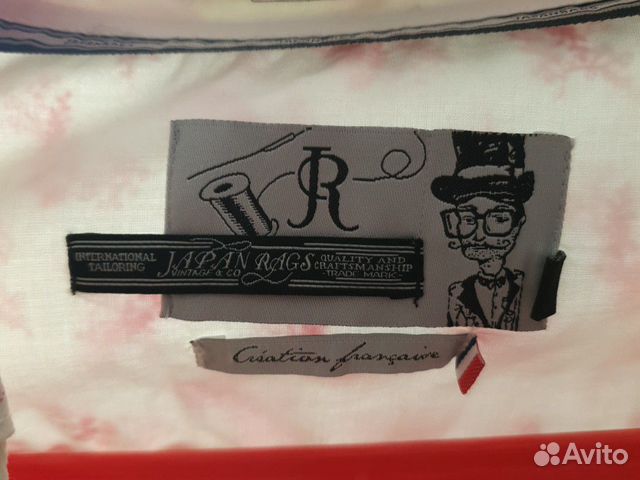 JR
INTERNATIONAL
TAILORING
JAPAN RAGS
VINTAGE & CO
QUALITY AND
CRAFTSMANSHIP
- TRADE MARK -
Création française
Avito